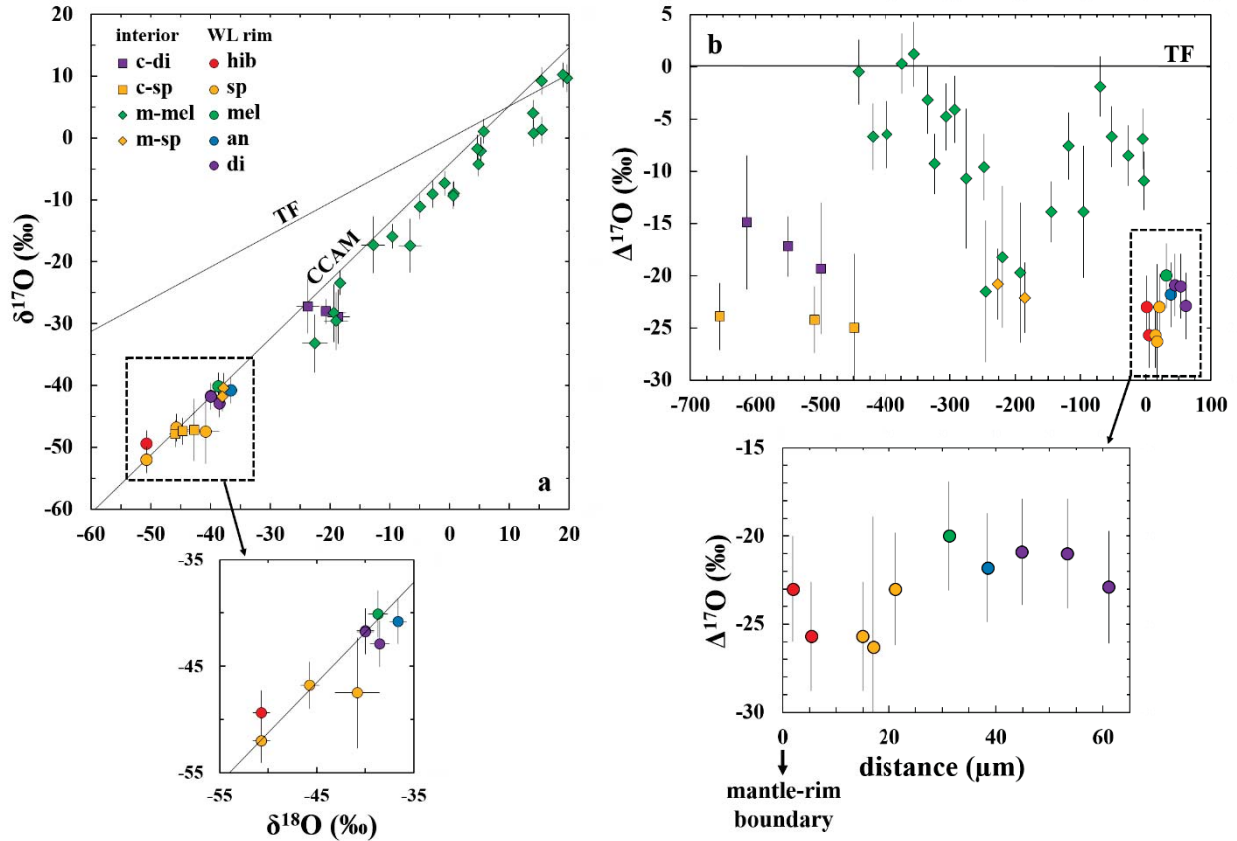 interior WL rim
c-di hib
c-sp sp
m-mel mel
m-sp an
di
TF
CCAM
a
20
10
0
-10
-20
-30
-40
-50
-60
δ17O (‰)
-60 -50 -40 -30 -20 -10 0 10 20
-35
-45
-55
-55 -45 -35
δ18O (‰)
b
TF
5
0
-5
-10
-15
-20
-25
-30
Δ17O (‰)
-700 -600 -500 -400 -300 -200 -100 0 100
-15
-20
-25
-30
Δ17O (‰)
0 20 40 60
distance (μm)
mantle-rim
boundary